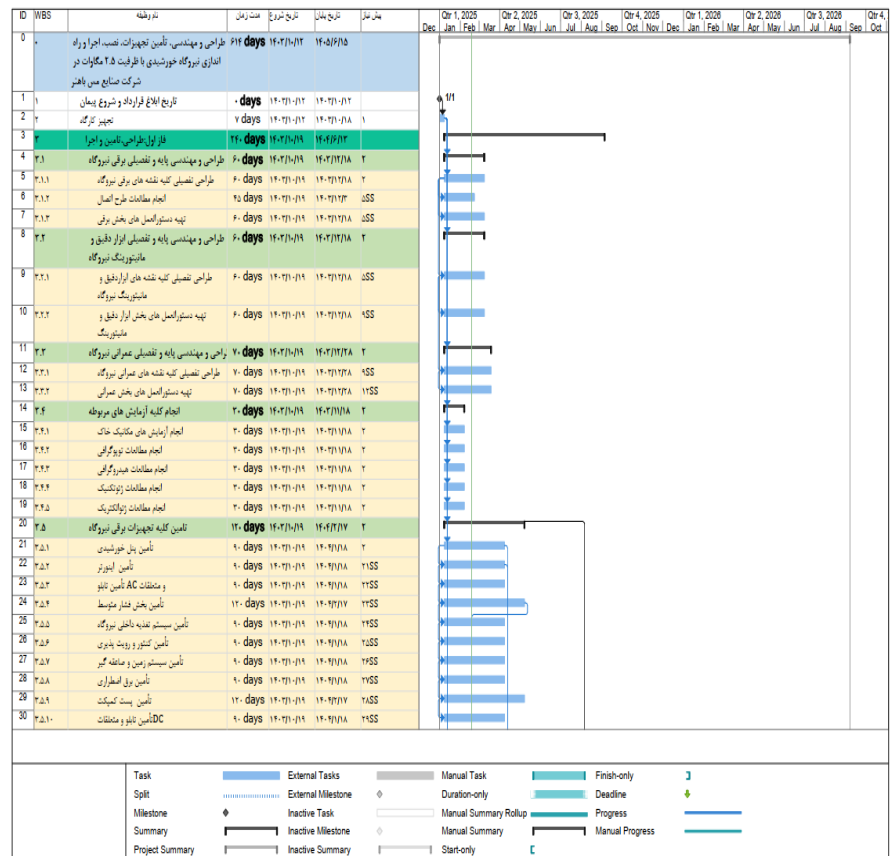 ID WBS نام وظیفه مدت زمان تاریخ شروع تاریخ پایان پیش نیاز
Qtr 1, 2025 Qtr 2, 2025 Qtr 3, 2025 Qtr 4, 2025 Qtr 1, 2026 Qtr 2, 2026 Qtr 3, 2026 Qtr 4,
Dec Jan Feb Mar Apr May Jun Jul Aug Sep Oct Nov Dec Jan Feb Mar Apr May Jun Jul Aug Sep Oct
0 ۰ طراحی و مهندسی، تأمین تجهیزات، نصب، اجرا و راه ۶۱۴ days ۱۴۰۳/۱۰/۱۲ ۱۴۰۵/۶/۱۵
اندازی نیروگاه خورشیدی با ظرفیت ۲.۵ مگاوات در
شرکت صنایع مس باهنر
1 ۱ تاریخ ابلاغ قرارداد و شروع پیمان ۰ days ۱۴۰۳/۱۰/۱۲ ۱۴۰۳/۱۰/۱۲ 1/1
2 ۲ تجهیز کارگاه ۷ days ۱۴۰۳/۱۰/۱۲ ۱۴۰۳/۱۰/۱۸ ۱
3 ۳ فاز اول:طراحی،تامین و اجرا ۲۴۰ days ۱۴۰۳/۱۰/۱۹ ۱۴۰۴/۶/۱۳
4 ۳.۱ طراحی و مهندسی پایه و تفصیلی برقی نیروگاه ۶۰ days ۱۴۰۳/۱۰/۱۹ ۱۴۰۳/۱۲/۱۸ ۲
5 ۳.۱.۱ طراحی تفصیلی کلیه نقشه های برقی نیروگاه ۶۰ days ۱۴۰۳/۱۰/۱۹ ۱۴۰۳/۱۲/۱۸ ۲
6 ۳.۱.۲ انجام مطالعات طرح اتصال ۴۵ days ۱۴۰۳/۱۰/۱۹ ۱۴۰۳/۱۲/۳ ۵SS
7 ۳.۱.۳ تهیه دستورالعمل های بخش برقی ۶۰ days ۱۴۰۳/۱۰/۱۹ ۱۴۰۳/۱۲/۱۸ ۵SS
8 ۳.۲ طراحی و مهندسی پایه و تفصیلی ابزار دقیق و ۶۰ days ۱۴۰۳/۱۰/۱۹ ۱۴۰۳/۱۲/۱۸ ۲
مانیتورینگ نیروگاه
9 ۳.۲.۱ طراحی تفصیلی کلیه نقشه های ابزاردقیق و ۶۰ days ۱۴۰۳/۱۰/۱۹ ۱۴۰۳/۱۲/۱۸ ۵SS
مانیتورینگ نیروگاه
10 ۳.۲.۲ تهیه دستورالعمل های بخش ابزار دقیق و ۶۰ days ۱۴۰۳/۱۰/۱۹ ۱۴۰۳/۱۲/۱۸ ۹SS
مانیتورینگ
11 ۳.۳ راحی و مهندسی پایه و تفصیلی عمرانی نیروگاه ۷۰ days ۱۴۰۳/۱۰/۱۹ ۱۴۰۳/۱۲/۲۸ ۲
12 ۳.۳.۱ طراحی تفصیلی کلیه نقشه های عمرانی نیروگاه ۷۰ days ۱۴۰۳/۱۰/۱۹ ۱۴۰۳/۱۲/۲۸ ۹SS
13 ۳.۳.۲ تهیه دستورالعمل های بخش عمرانی ۷۰ days ۱۴۰۳/۱۰/۱۹ ۱۴۰۳/۱۲/۲۸ ۱۲SS
14 ۳.۴ انجام کلیه آزمایش های مربوطه ۳۰ days ۱۴۰۳/۱۰/۱۹ ۱۴۰۳/۱۱/۱۸ ۲
15 ۳.۴.۱ انجام آزمایش های مکانیک خاک ۳۰ days ۱۴۰۳/۱۰/۱۹ ۱۴۰۳/۱۱/۱۸ ۲
16 ۳.۴.۲ انجام مطالعات توپوگرافی ۳۰ days ۱۴۰۳/۱۰/۱۹ ۱۴۰۳/۱۱/۱۸ ۲
17 ۳.۴.۳ انجام مطالعات هیدروگرافی ۳۰ days ۱۴۰۳/۱۰/۱۹ ۱۴۰۳/۱۱/۱۸ ۲
18 ۳.۴.۴ انجام مطالعات ژئوتکنیک ۳۰ days ۱۴۰۳/۱۰/۱۹ ۱۴۰۳/۱۱/۱۸ ۲
19 ۳.۴.۵ انجام مطالعات ژئوالکتریک ۳۰ days ۱۴۰۳/۱۰/۱۹ ۱۴۰۳/۱۱/۱۸ ۲
20 ۳.۵ تامین کلیه تجهیزات برقی نیروگاه ۱۲۰ days ۱۴۰۳/۱۰/۱۹ ۱۴۰۴/۲/۱۷ ۲
21 ۳.۵.۱ تأمین پنل خورشیدی ۹۰ days ۱۴۰۳/۱۰/۱۹ ۱۴۰۴/۱/۱۸ ۲
22 ۳.۵.۲ تأمین اینورتر ۹۰ days ۱۴۰۳/۱۰/۱۹ ۱۴۰۴/۱/۱۸ ۲۱SS
23 ۳.۵.۳ و متعلقات AC تأمین تابلو ۹۰ days ۱۴۰۳/۱۰/۱۹ ۱۴۰۴/۱/۱۸ ۲۲SS
24 ۳.۵.۴ تأمین بخش فشار متوسط ۱۲۰ days ۱۴۰۳/۱۰/۱۹ ۱۴۰۴/۲/۱۷ ۲۳SS
25 ۳.۵.۵ تأمین سیستم تغذیه داخلی نیروگاه ۹۰ days ۱۴۰۳/۱۰/۱۹ ۱۴۰۴/۱/۱۸ ۲۴SS
26 ۳.۵.۶ تأمین کنتور و رویت پذیری ۹۰ days ۱۴۰۳/۱۰/۱۹ ۱۴۰۴/۱/۱۸ ۲۵SS
27 ۳.۵.۷ تأمین سیستم زمین و صاعقه گیر ۹۰ days ۱۴۰۳/۱۰/۱۹ ۱۴۰۴/۱/۱۸ ۲۶SS
28 ۳.۵.۸ تأمین برق اضطراری ۹۰ days ۱۴۰۳/۱۰/۱۹ ۱۴۰۴/۱/۱۸ ۲۷SS
29 ۳.۵.۹ تأمین پست کمپکت ۱۲۰ days ۱۴۰۳/۱۰/۱۹ ۱۴۰۴/۲/۱۷ ۲۸SS
30 ۳.۵.۱۰ DCتأمین تابلو و متعلقات ۹۰ days ۱۴۰۳/۱۰/۱۹ ۱۴۰۴/۱/۱۸ ۲۹SS
Task External Tasks Manual Task Finish-only
Split External Milestone Duration-only Deadline
Milestone Inactive Task Manual Summary Rollup Progress
Summary Inactive Milestone Manual Summary Manual Progress
Project Summary Inactive Summary Start-only